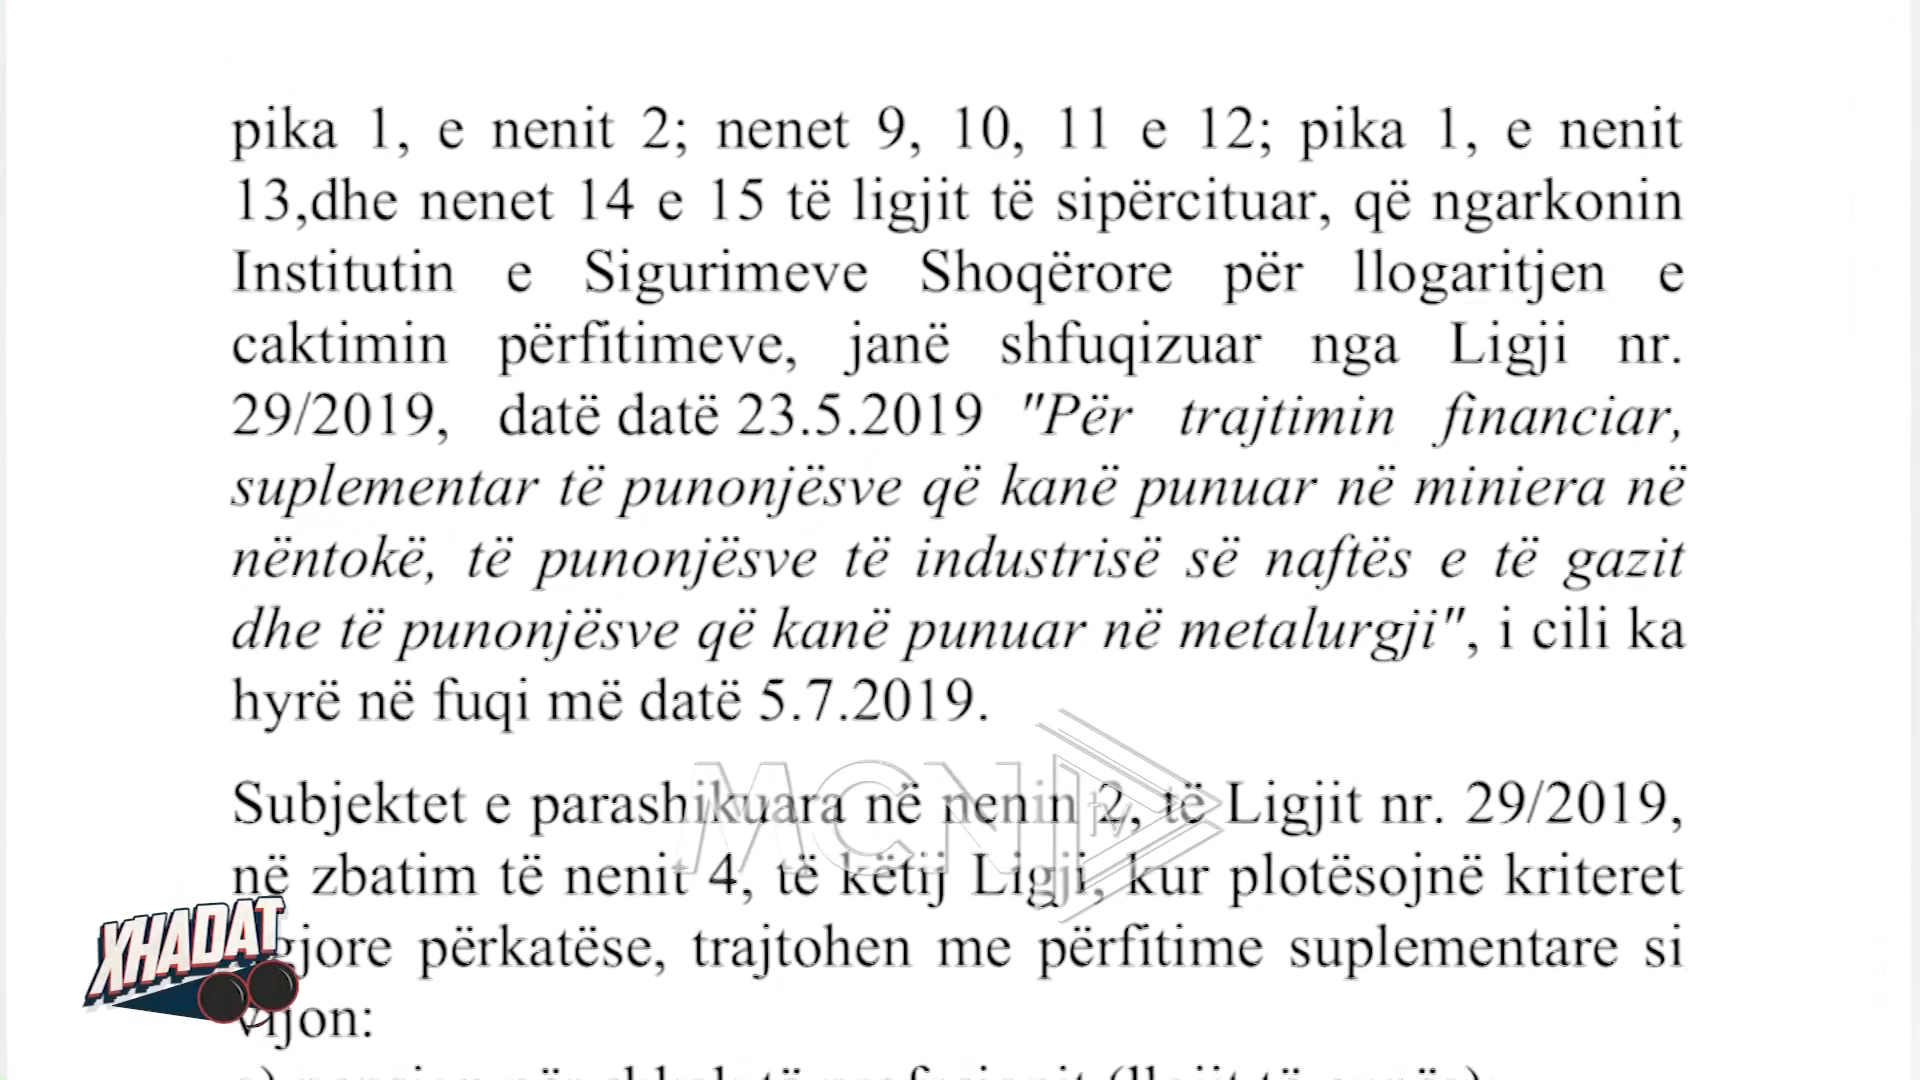 pika 1, e nenit 2; nenet 9, 10, 11 e 12; pika 1, e nenit
13,dhe nenet 14 e 15 të ligjit të sipërcituar, që ngarkonin
Institutin e Sigurimeve Shoqërore për llogaritjen e
caktimin përfitimeve, janë shfuqizuar nga Ligji nr.
29/2019, datë datë 23.5.2019 "Për trajtimin financiar,
suplementar të punonjësve që kanë punuar në miniera në
nëntokë, të punonjësve të industrisë së naftës e të gazit
dhe të punonjësve që kanë punuar në metalurgji", i cili ka
hyrë në fuqi më datë 5.7.2019.
MCN tv
Subjektet e parashikuara në nenin 2, të Ligjit nr. 29/2019,
në zbatim të nenit 4, të këtij Ligji, kur plotësojnë kriteret
XHADAT
përkatëse, trajtohen me përfitime suplementare si
vijon: